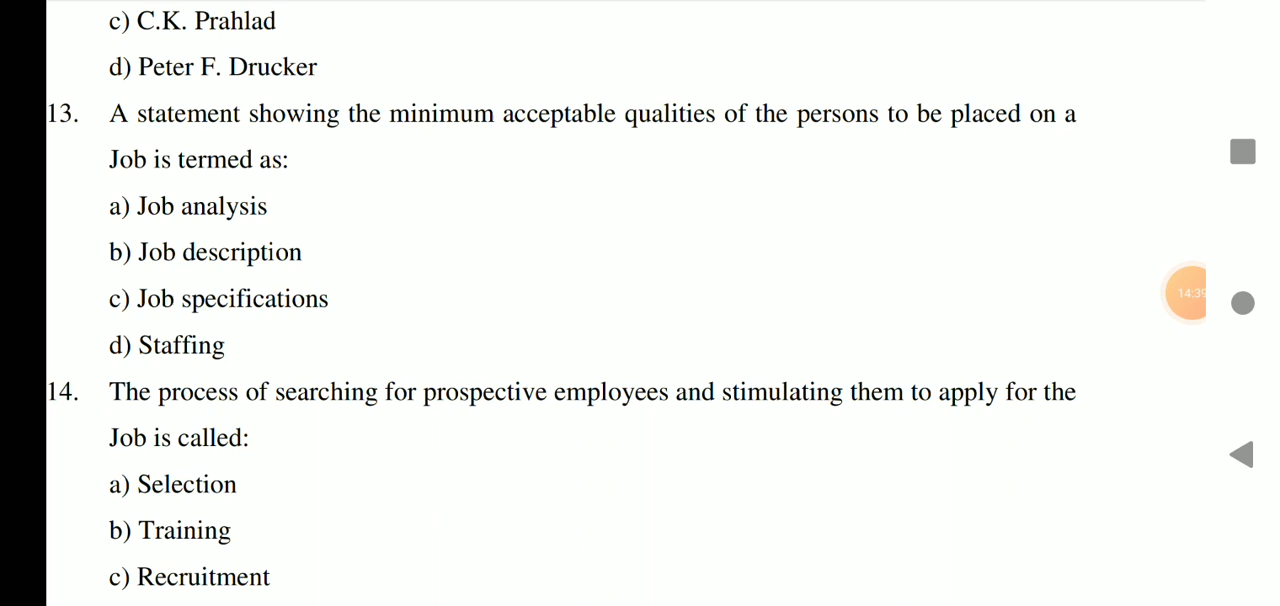 c) C.K. Prahlad
d) Peter F. Drucker
13. A statement showing the minimum acceptable qualities of the persons to be placed on a
Job is termed as:
a) Job analysis
b) Job description
c) Job specifications
d) Staffing
14:39
14. The process of searching for prospective employees and stimulating them to apply for the
Job is called:
a) Selection
b) Training
c) Recruitment